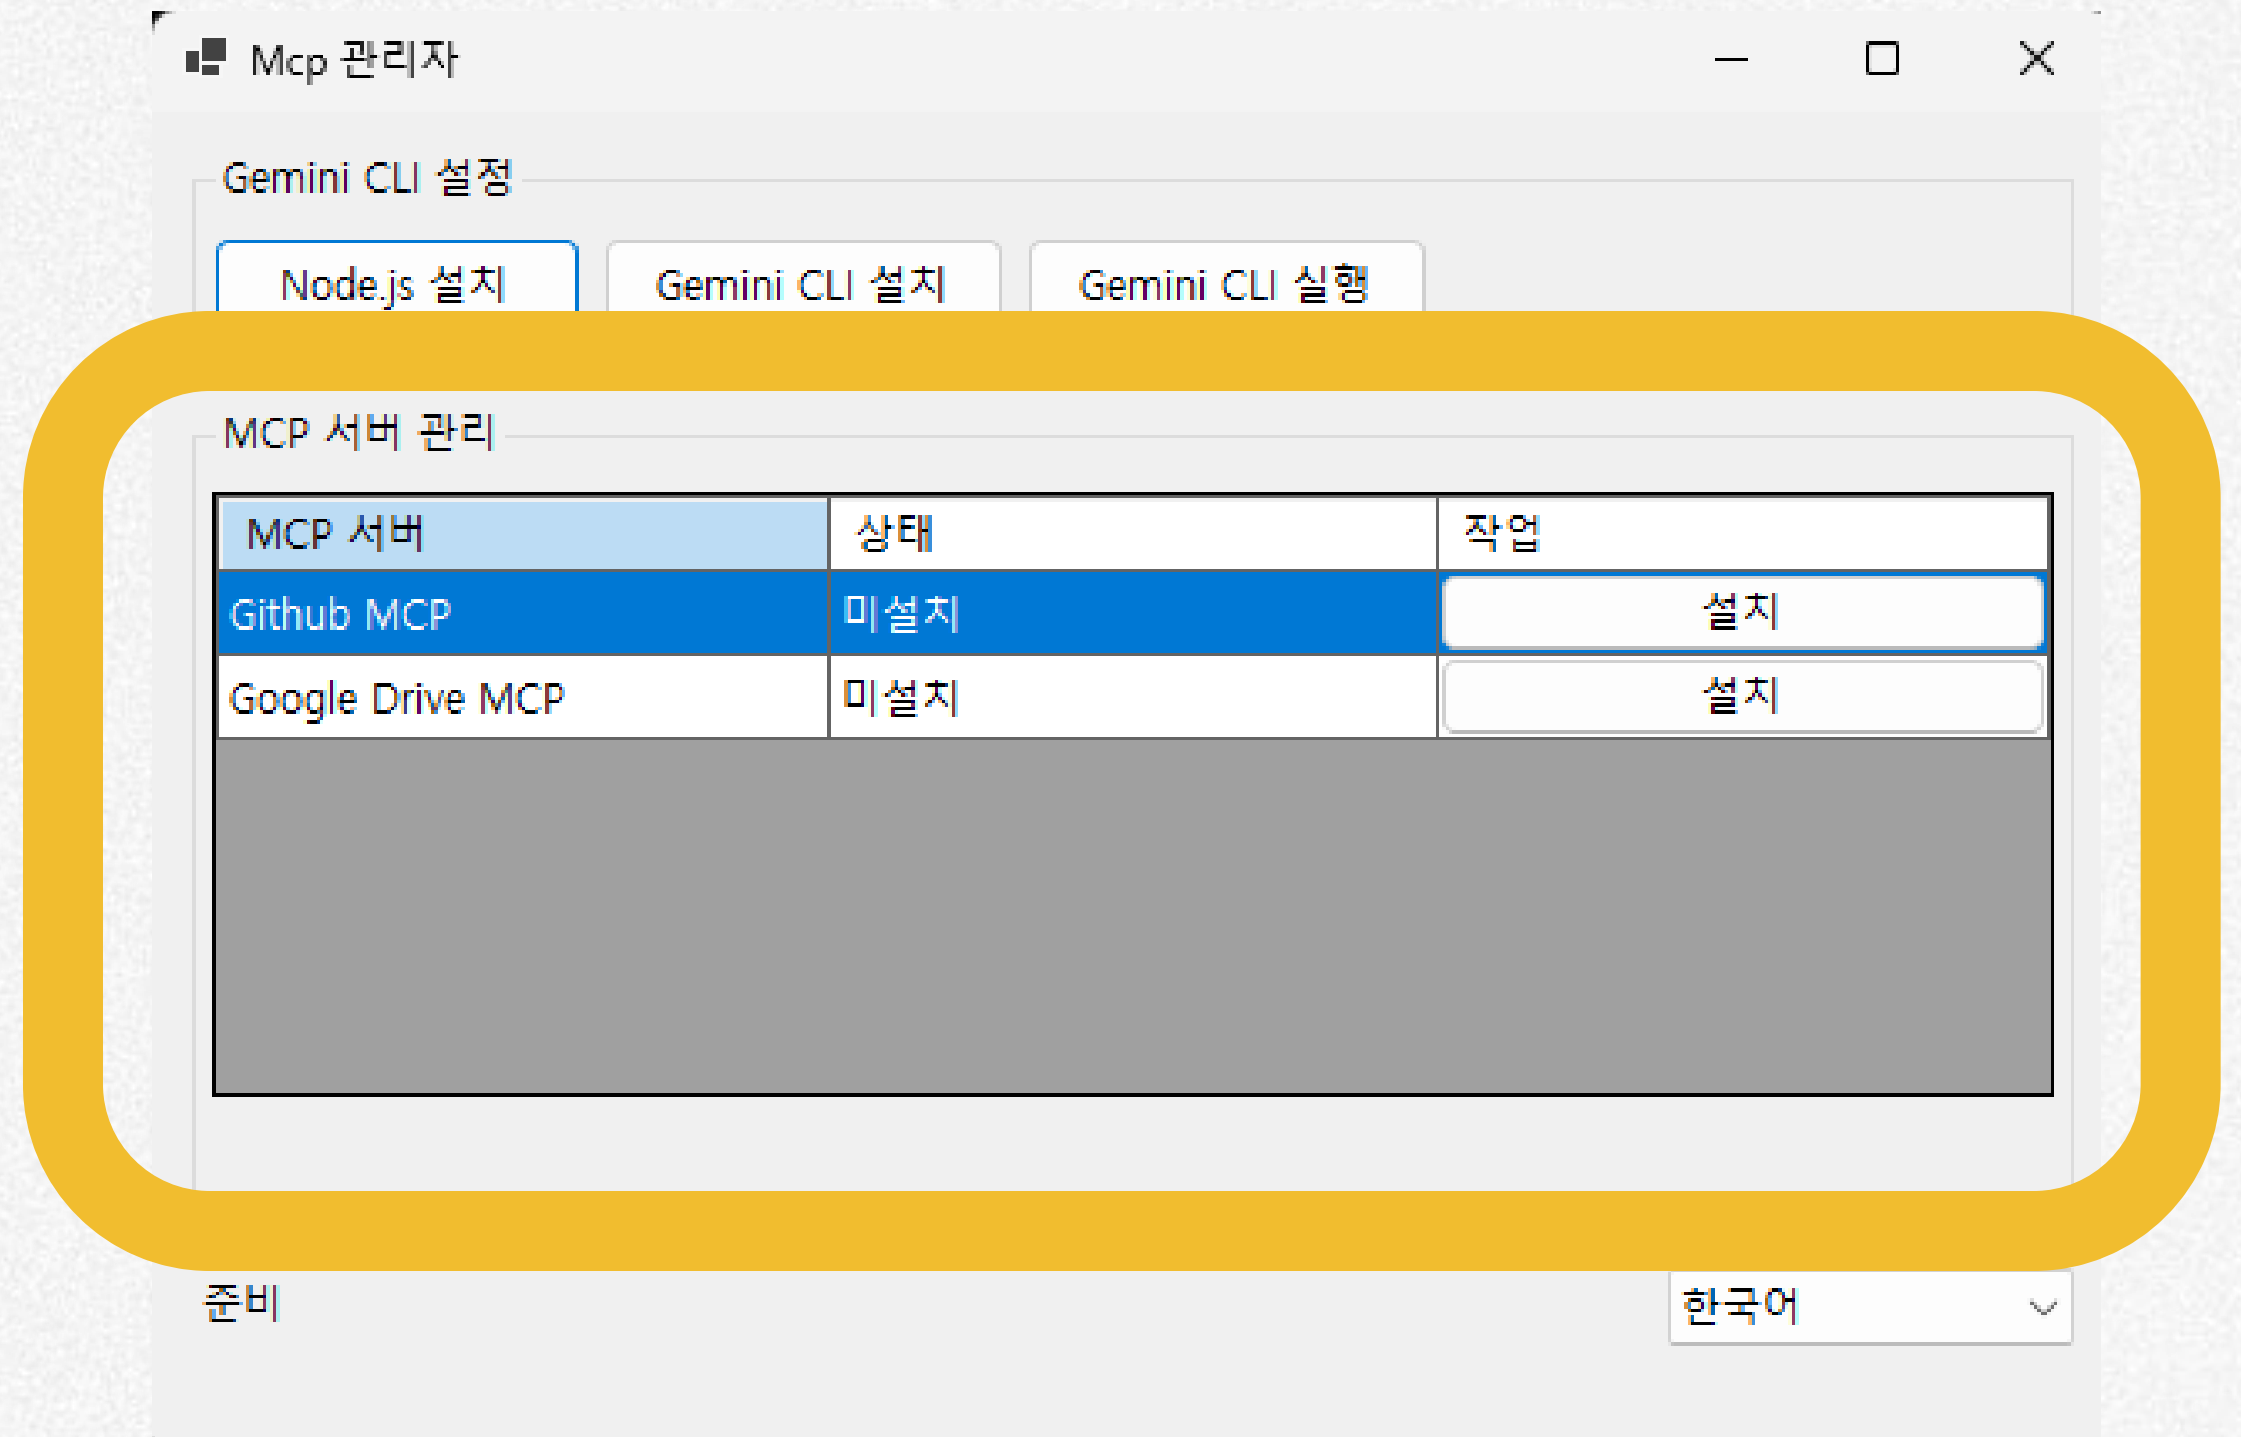 Mcp 관리자
Gemini CLI 설정
Node.js 설치 Gemini CLI 설치 Gemini CLI 실행
MCP 서버 관리
MCP 서버 상태 작업
Github MCP 미설치 설치
Google Drive MCP 미설치 설치
준비 한국어